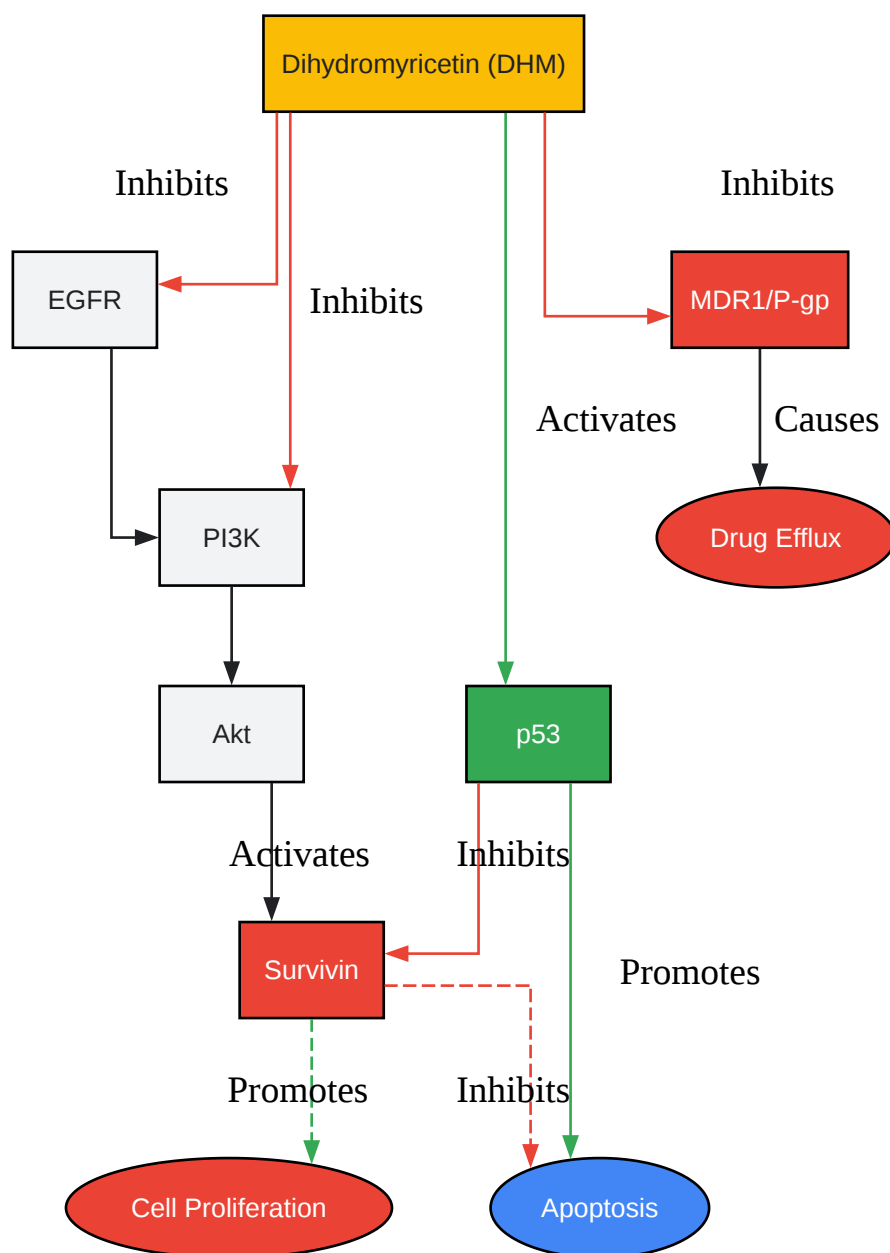 Dihydromyricetin (DHM)
Inhibits
Inhibits
EGFR
Inhibits
MDR1/P-gp
Activates
Causes
PI3K
Drug Efflux
Akt
p53
Activates
Inhibits
Survivin
Promotes
Promotes
Inhibits
Cell Proliferation
Apoptosis